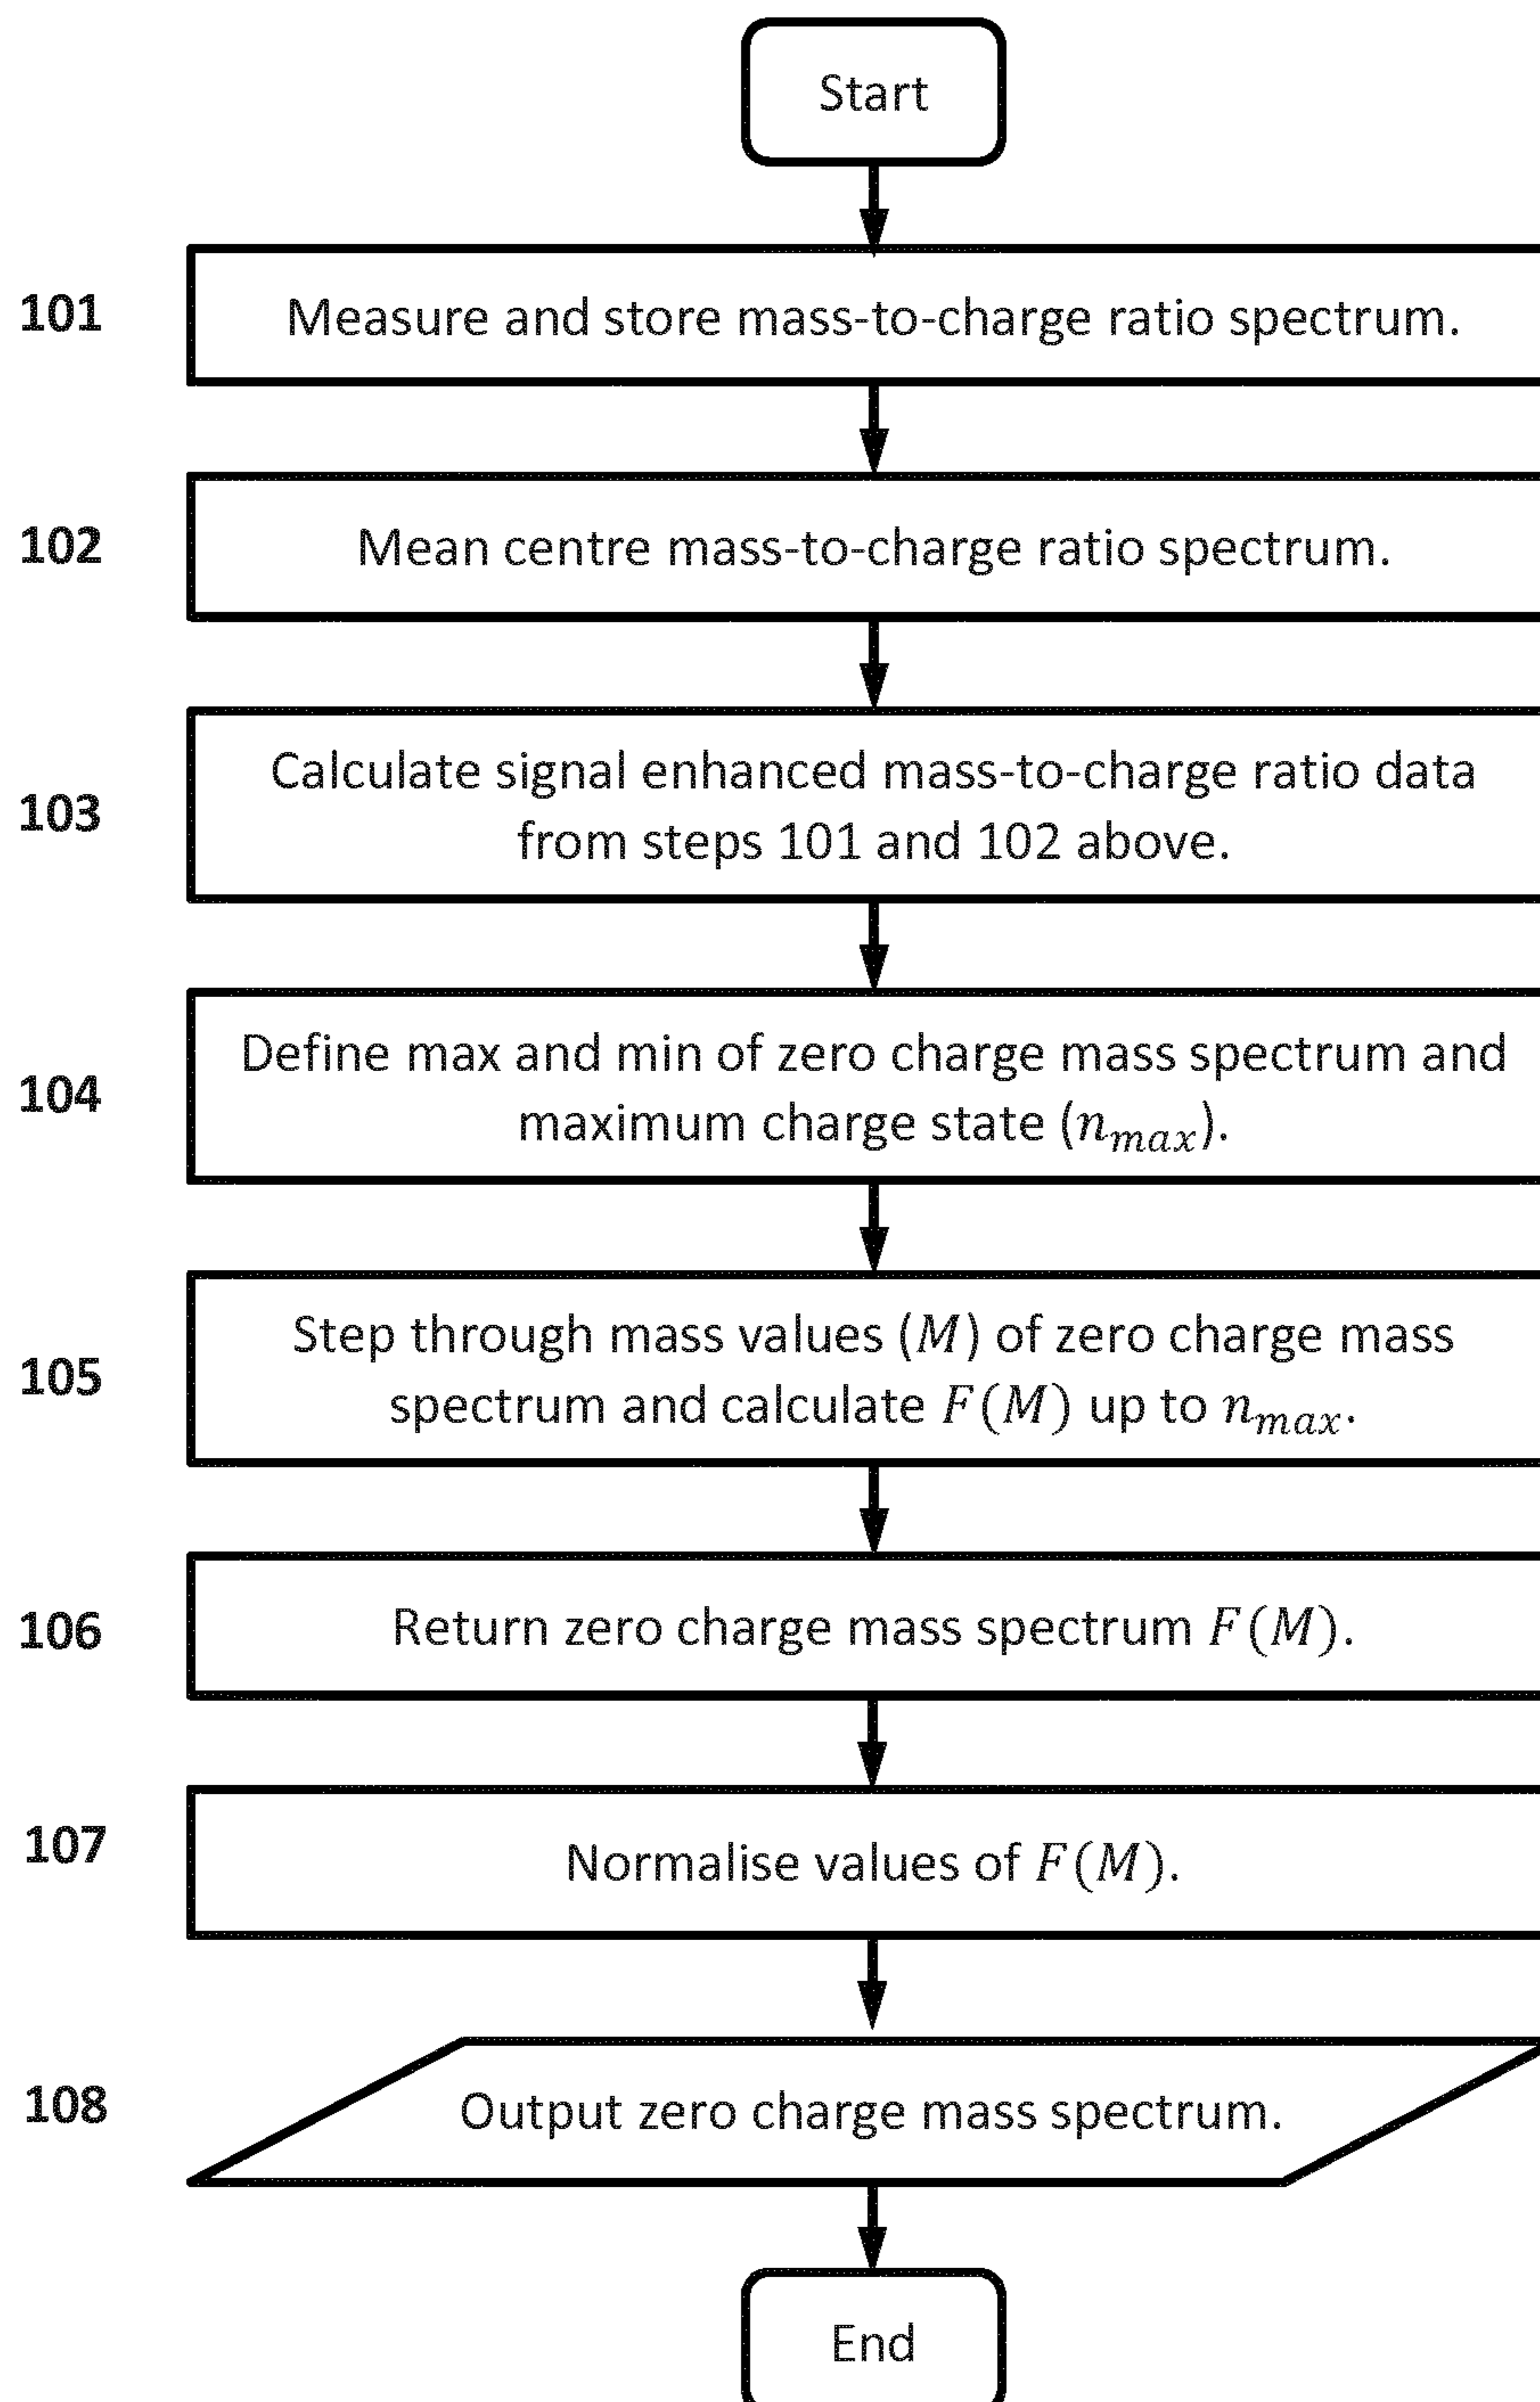 Start
101
Measure and store mass-to-charge ratio spectrum.
102
Mean centre mass-to-charge ratio spectrum.
103
Calculate signal enhanced mass-to-charge ratio data
from steps 101 and 102 above.
104
Define max and min of zero charge mass spectrum and
maximum charge state (n_max).
105
Step through mass values (M) of zero charge mass
spectrum and calculate F(M) up to n_max.
106
Return zero charge mass spectrum F(M).
107
Normalise values of F(M).
108
Output zero charge mass spectrum.
End